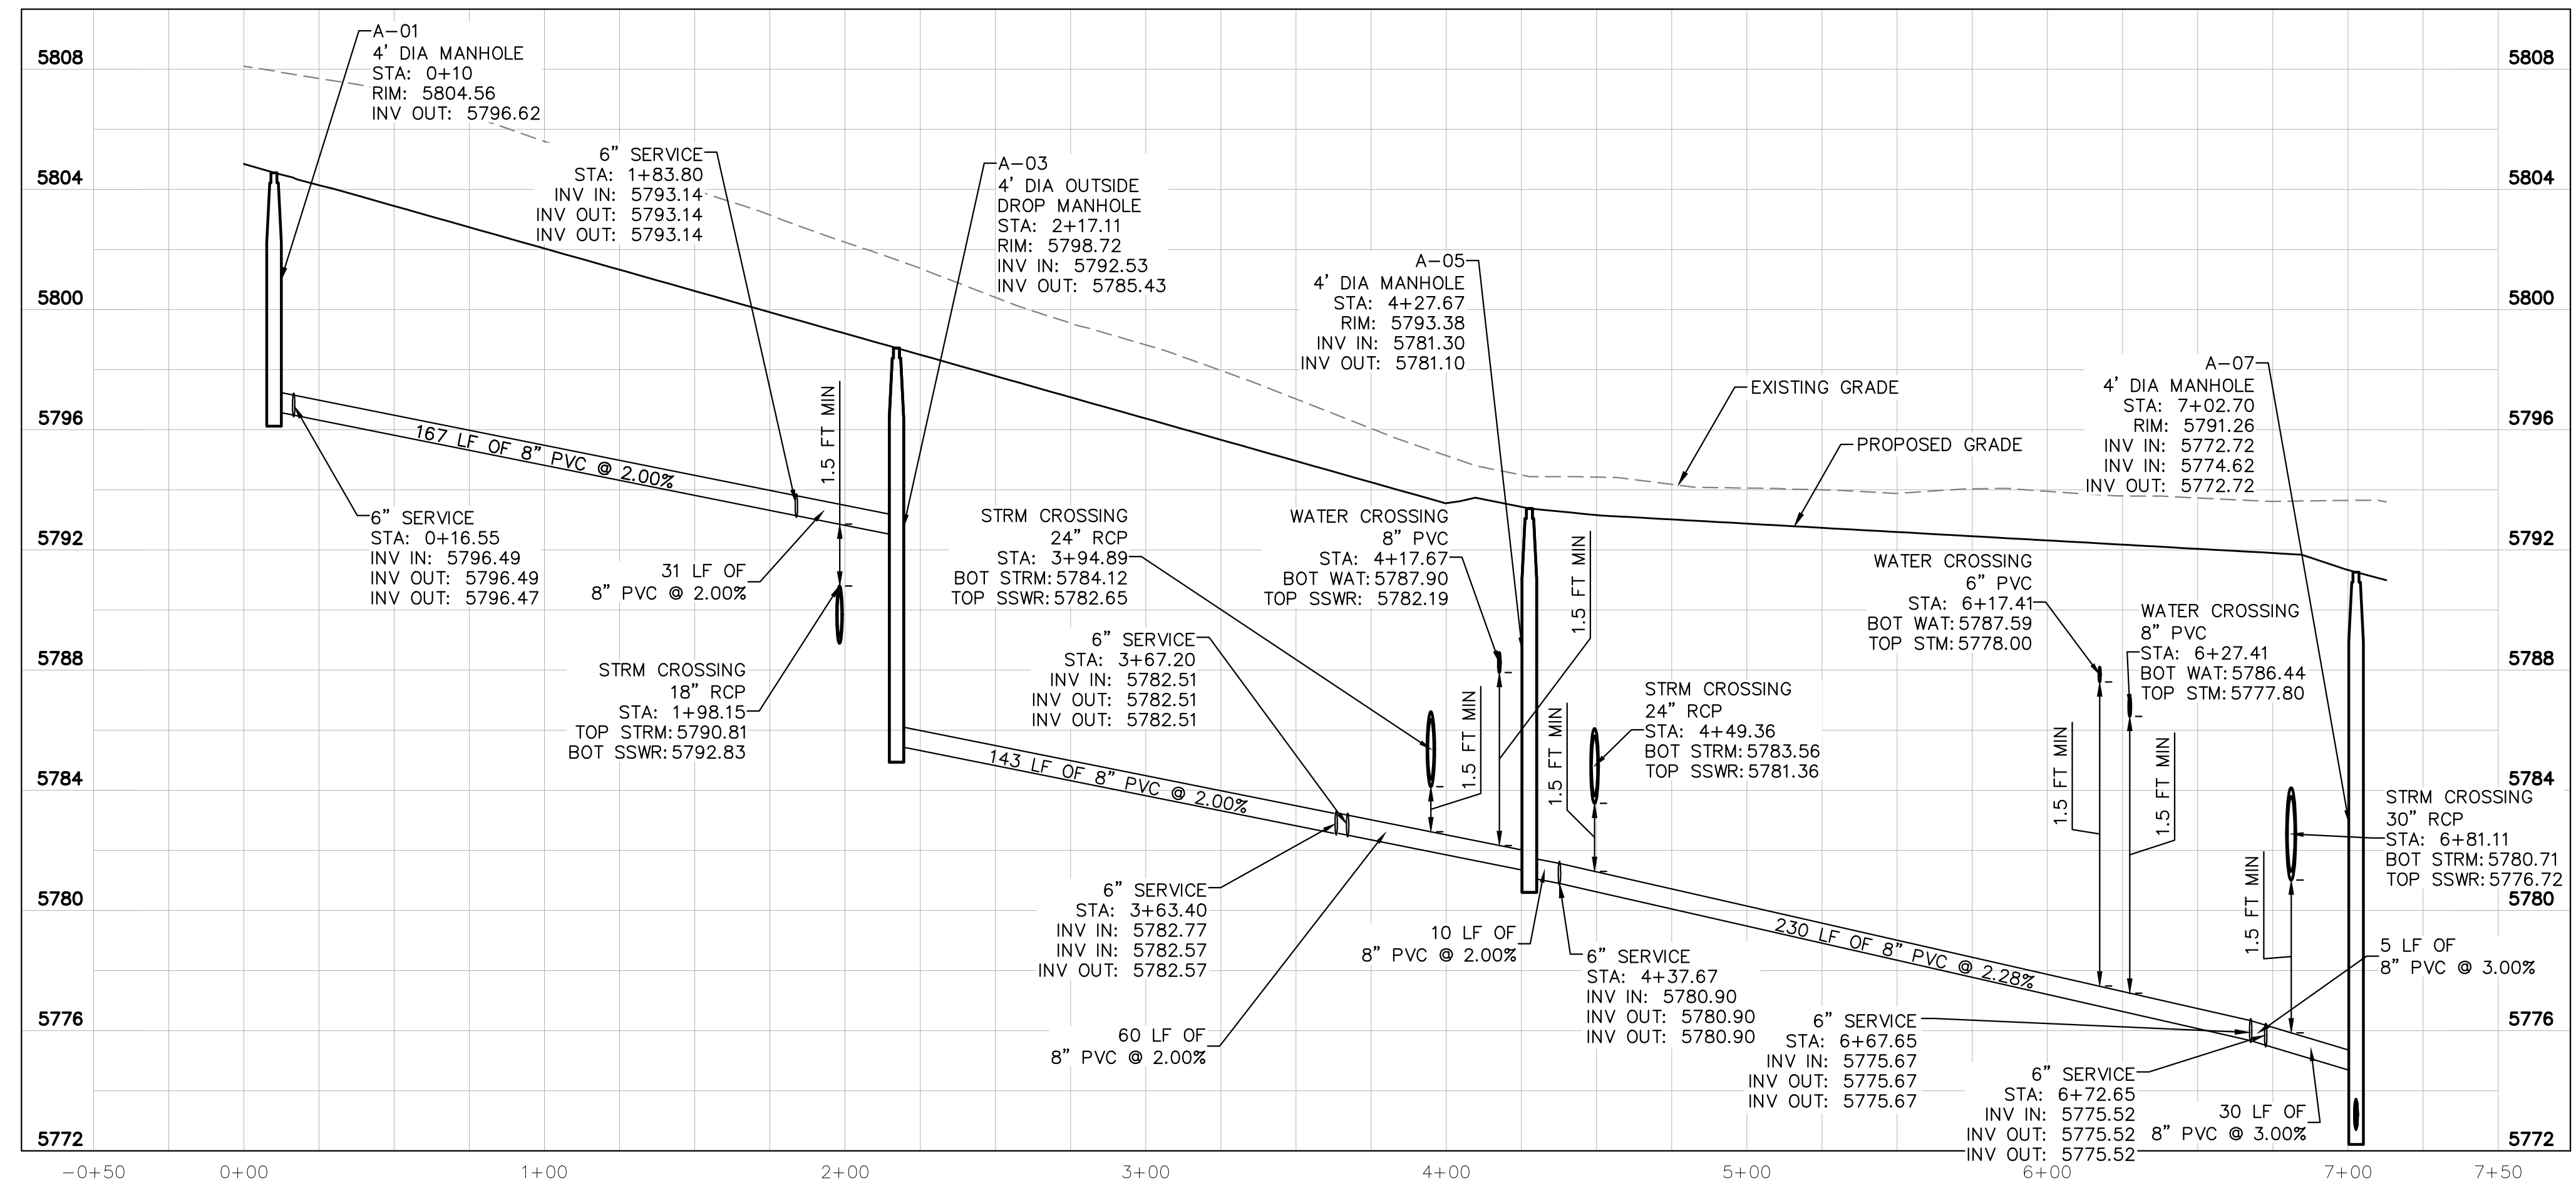 A-01
4' DIA MANHOLE
STA: 0+10
RIM: 5804.56
INV OUT: 5796.62
6" SERVICE
STA: 1+83.80
INV IN: 5793.14
INV OUT: 5793.14
INV OUT: 5793.14
A-03
4' DIA OUTSIDE
DROP MANHOLE
STA: 2+17.11
RIM: 5798.72
INV IN: 5792.53
INV OUT: 5785.43
A-05
4' DIA MANHOLE
STA: 4+27.67
RIM: 5793.38
INV IN: 5781.30
INV OUT: 5781.10
A-07
4' DIA MANHOLE
STA: 7+02.70
RIM: 5791.26
INV IN: 5772.72
INV IN: 5774.62
INV OUT: 5772.72
EXISTING GRADE
PROPOSED GRADE
167 LF OF 8" PVC @ 2.00%
1.5 FT MIN
6" SERVICE
STA: 0+16.55
INV IN: 5796.49
INV OUT: 5796.49
INV OUT: 5796.47
31 LF OF
8" PVC @ 2.00%
STRM CROSSING
18" RCP
STA: 1+98.15
TOP STRM: 5790.81
BOT SSWR: 5792.83
STRM CROSSING
24" RCP
STA: 3+94.89
BOT STRM: 5784.12
TOP SSWR: 5782.65
WATER CROSSING
8" PVC
STA: 4+17.67
BOT WAT: 5787.90
TOP SSWR: 5782.19
1.5 FT MIN
6" SERVICE
STA: 3+67.20
INV IN: 5782.51
INV OUT: 5782.51
INV OUT: 5782.51
1.5 FT MIN
1.5 FT MIN
STRM CROSSING
24" RCP
STA: 4+49.36
BOT STRM: 5783.56
TOP SSWR: 5781.36
WATER CROSSING
6" PVC
STA: 6+17.41
BOT WAT: 5787.59
TOP STM: 5778.00
WATER CROSSING
8" PVC
STA: 6+27.41
BOT WAT: 5786.44
TOP STM: 5777.80
1.5 FT MIN
1.5 FT MIN
1.5 FT MIN
STRM CROSSING
30" RCP
STA: 6+81.11
BOT STRM: 5780.71
TOP SSWR: 5776.72
143 LF OF 8" PVC @ 2.00%
6" SERVICE
STA: 3+63.40
INV IN: 5782.77
INV IN: 5782.57
INV OUT: 5782.57
60 LF OF
8" PVC @ 2.00%
10 LF OF
8" PVC @ 2.00%
6" SERVICE
STA: 4+37.67
INV IN: 5780.90
INV OUT: 5780.90
INV OUT: 5780.90
230 LF OF 8" PVC @ 2.28%
6" SERVICE
STA: 6+67.65
INV IN: 5775.67
INV OUT: 5775.67
INV OUT: 5775.67
6" SERVICE
STA: 6+72.65
INV IN: 5775.52
INV OUT: 5775.52
INV OUT: 5775.52
5 LF OF
8" PVC @ 3.00%
30 LF OF
8" PVC @ 3.00%
5808
5804
5800
5796
5792
5788
5784
5780
5776
5772
5808
5804
5800
5796
5792
5788
5784
5780
5776
5772
-0+50
0+00
1+00
2+00
3+00
4+00
5+00
6+00
7+00
7+50